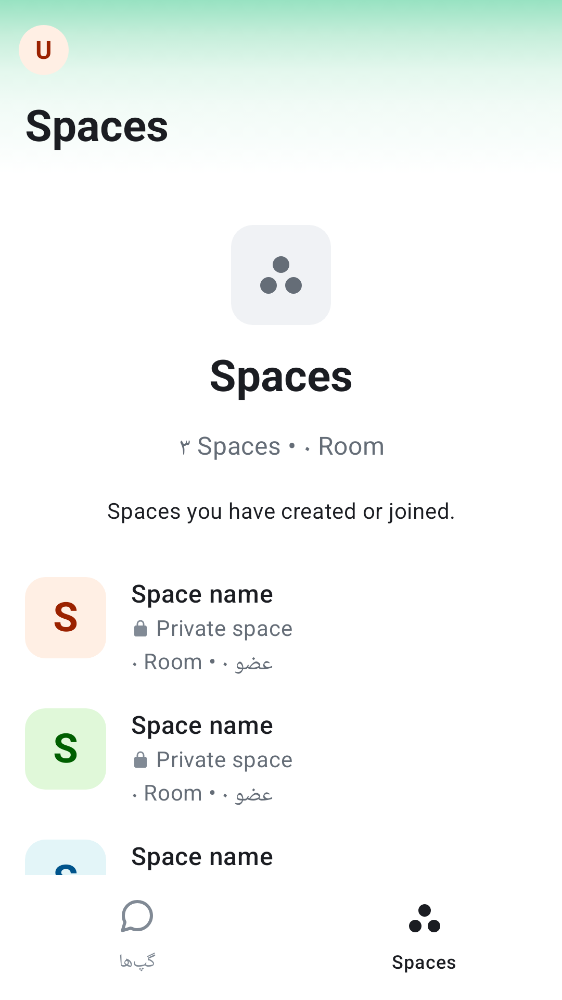 U
Spaces
Spaces
۳ Spaces • ۰ Room
Spaces you have created or joined.
S
Space name
Private space
۰ Room • ۰ عضو
S
Space name
Private space
۰ Room • ۰ عضو
S
Space name
گپ‌ها
Spaces